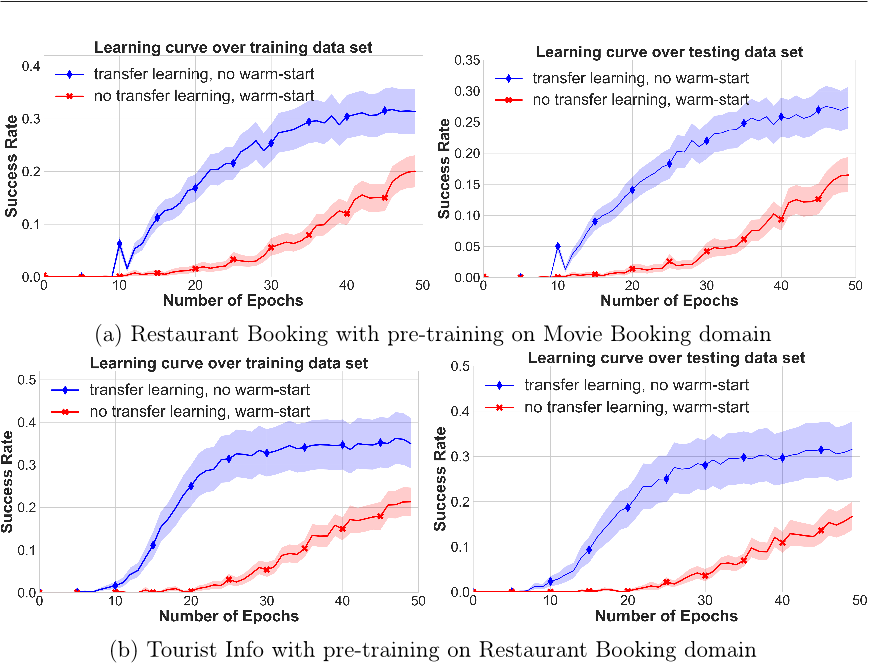 Learning curve over training data set
transfer learning, no warm-start
no transfer learning, warm-start
Success Rate
0.4
0.3
0.2
0.1
0.0
0 10 20 30 40 50
Number of Epochs
Learning curve over testing data set
transfer learning, no warm-start
no transfer learning, warm-start
Success Rate
0.35
0.30
0.25
0.20
0.15
0.10
0.05
0.00
0 10 20 30 40 50
Number of Epochs
(a) Restaurant Booking with pre-training on Movie Booking domain
Learning curve over training data set
transfer learning, no warm-start
no transfer learning, warm-start
Success Rate
0.5
0.4
0.3
0.2
0.1
0.0
0 10 20 30 40 50
Number of Epochs
Learning curve over testing data set
transfer learning, no warm-start
no transfer learning, warm-start
Success Rate
0.5
0.4
0.3
0.2
0.1
0.0
0 10 20 30 40 50
Number of Epochs
(b) Tourist Info with pre-training on Restaurant Booking domain